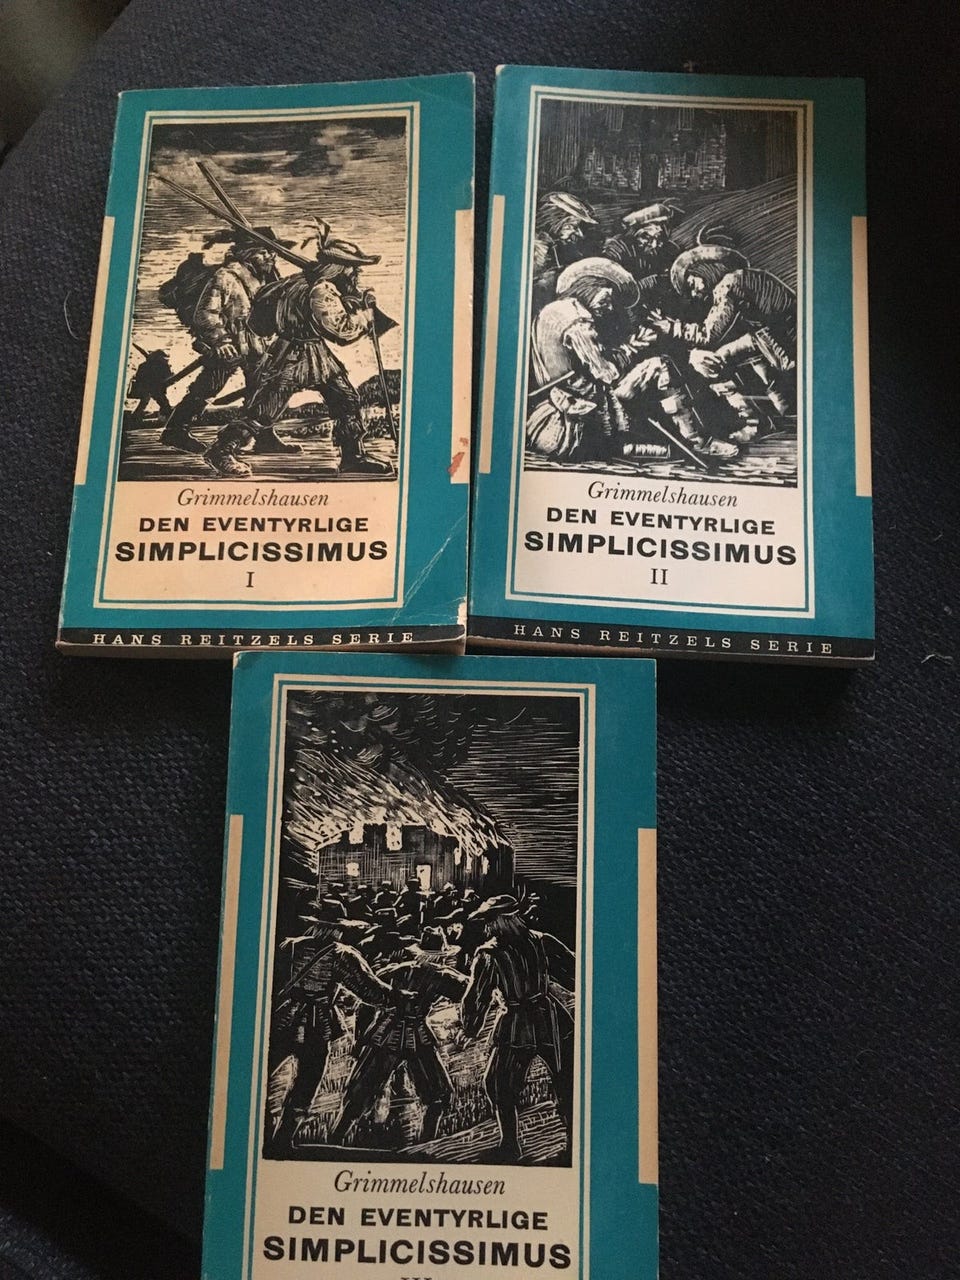 Grimmelshausen
DEN EVENTYRLIGE
SIMPLICISSIMUS
I
HANS REITZELS SERIE
Grimmelshausen
DEN EVENTYRLIGE
SIMPLICISSIMUS
II
HANS REITZELS SERIE
Grimmelshausen
DEN EVENTYRLIGE
SIMPLICISSIMUS
III